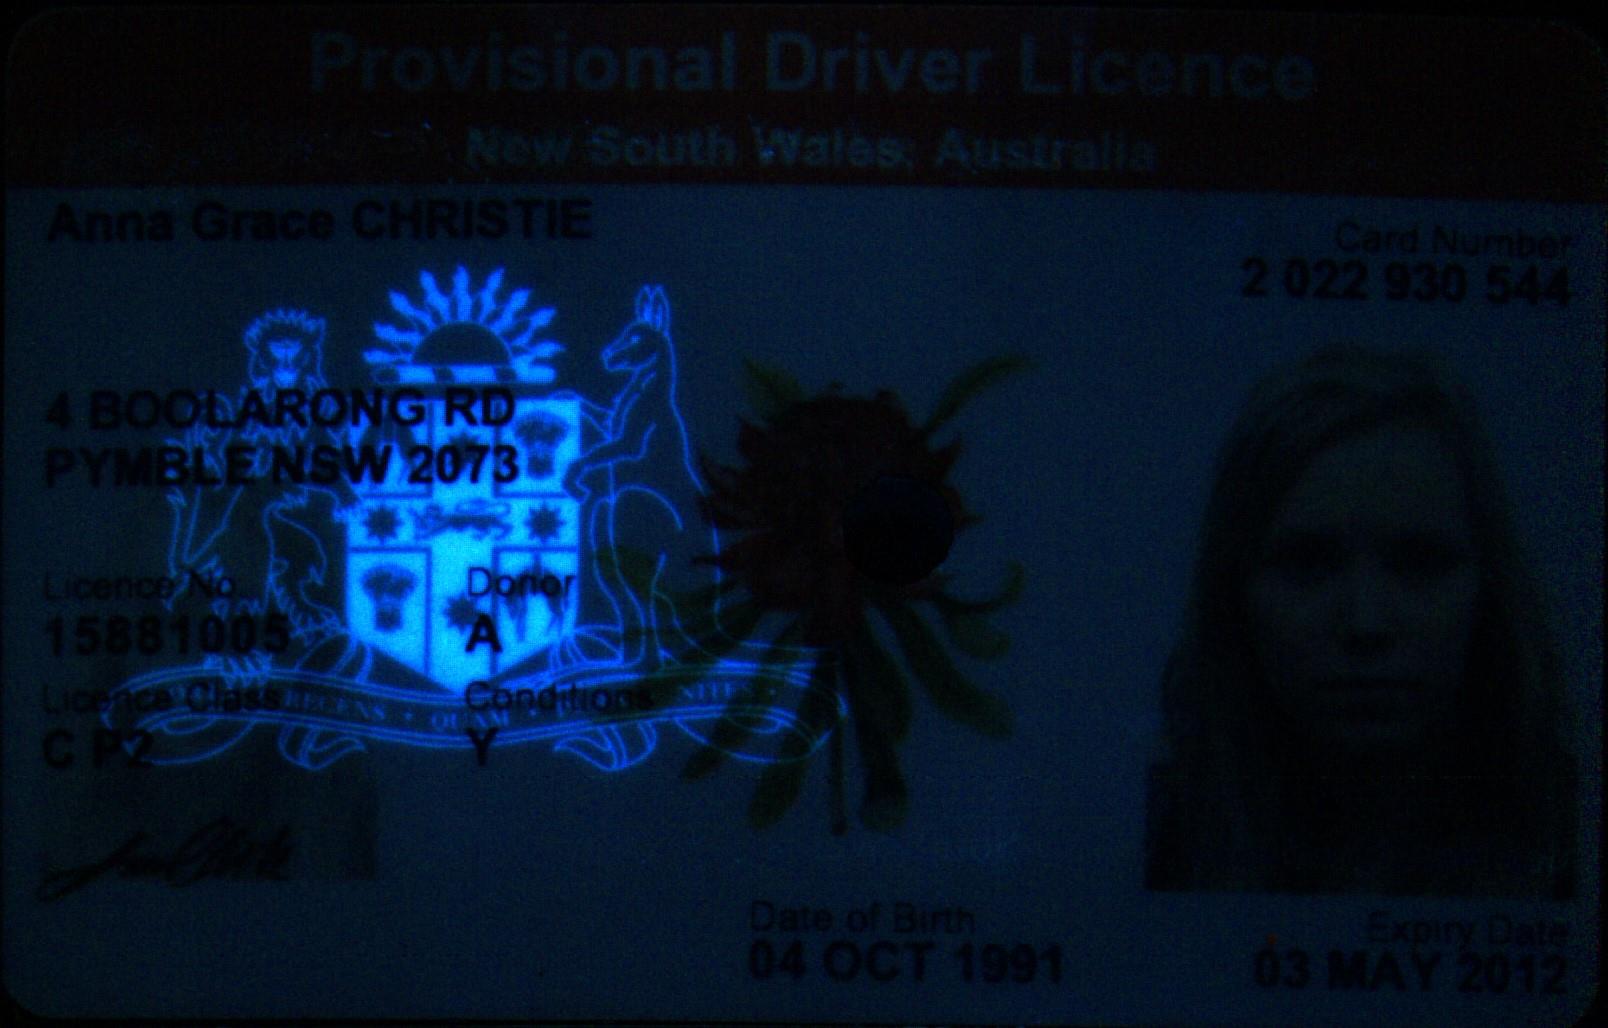 Provisional Driver Licence
New South Wales, Australia
Anna Grace CHRISTIE
Card Number
2 022 930 544
4 BOOLARONG RD
PYMBLE NSW 2073
Licence No.
15881005
Donor
A
Licence Class
C P2
Conditions
Y
RECENS • QUAM • NITES •
Date of Birth
04 OCT 1991
Expiry Date
03 MAY 2012